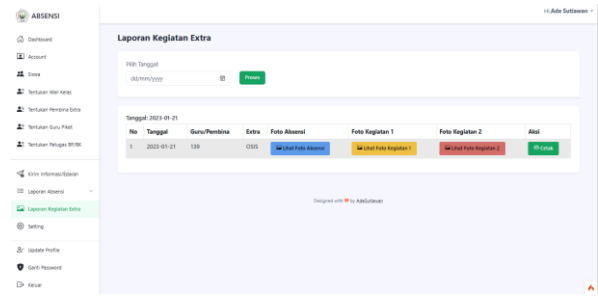 ABSENSI
Hi, Ade Sutiawan
Dashboard
Account
Siswa
Tentukan Wali Kelas
Tentukan Pembina Extra
Tentukan Guru Piket
Tentukan Petugas BP/BK
Kirim Informasi/Edaran
Laporan Absensi
Laporan Kegiatan Extra
Setting
Update Profile
Ganti Password
Keluar
Laporan Kegiatan Extra
Pilih Tanggal:
dd/mm/yyyy
Proses
Tanggal: 2023-01-21
No Tanggal Guru/Pembina Extra Foto Absensi Foto Kegiatan 1 Foto Kegiatan 2 Aksi
1 2023-01-21 139 OSIS Lihat Foto Absensi Lihat Foto Kegiatan 1 Lihat Foto Kegiatan 2 Cetak
Designed with by AdeSutiawan